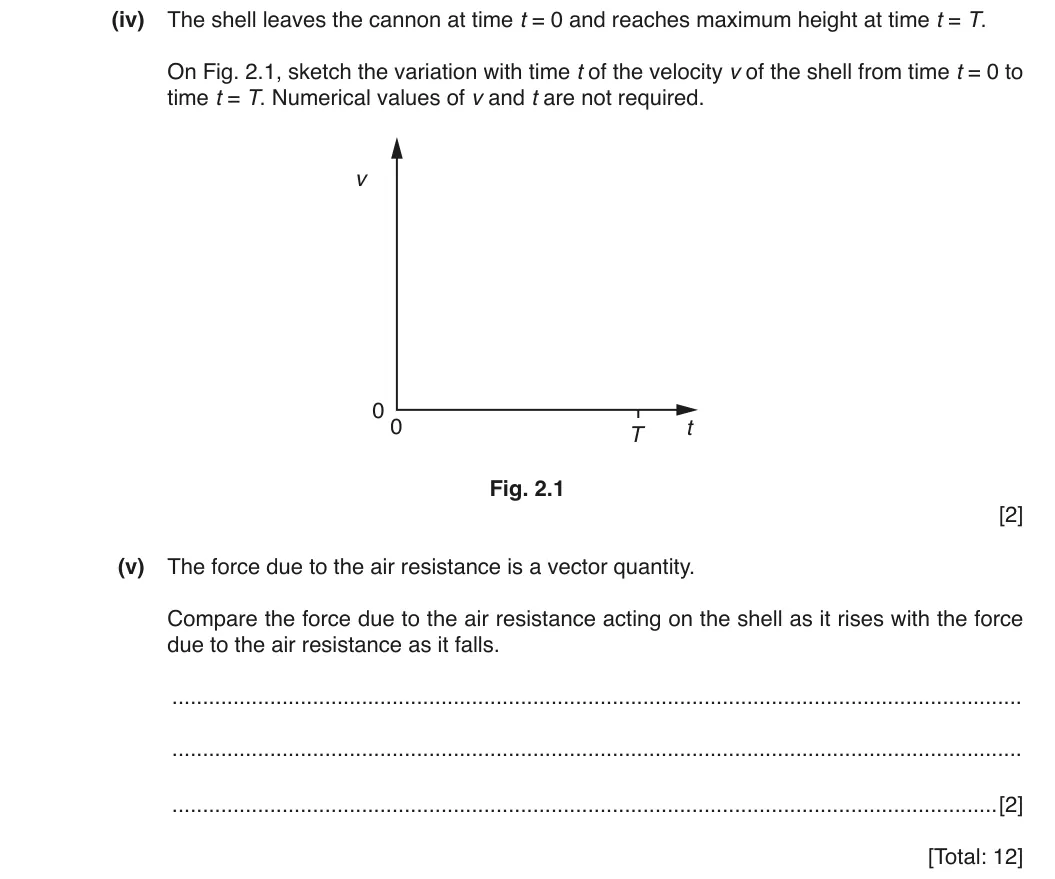 (iv) The shell leaves the cannon at time t = 0 and reaches maximum height at time t = T.
On Fig. 2.1, sketch the variation with time t of the velocity v of the shell from time t = 0 to
time t = T. Numerical values of v and t are not required.
v
0
0
T
t
Fig. 2.1
[2]
(v) The force due to the air resistance is a vector quantity.
Compare the force due to the air resistance acting on the shell as it rises with the force
due to the air resistance as it falls.
..........................................................................................................................................
..........................................................................................................................................
......................................................................................................................................[2]
[Total: 12]